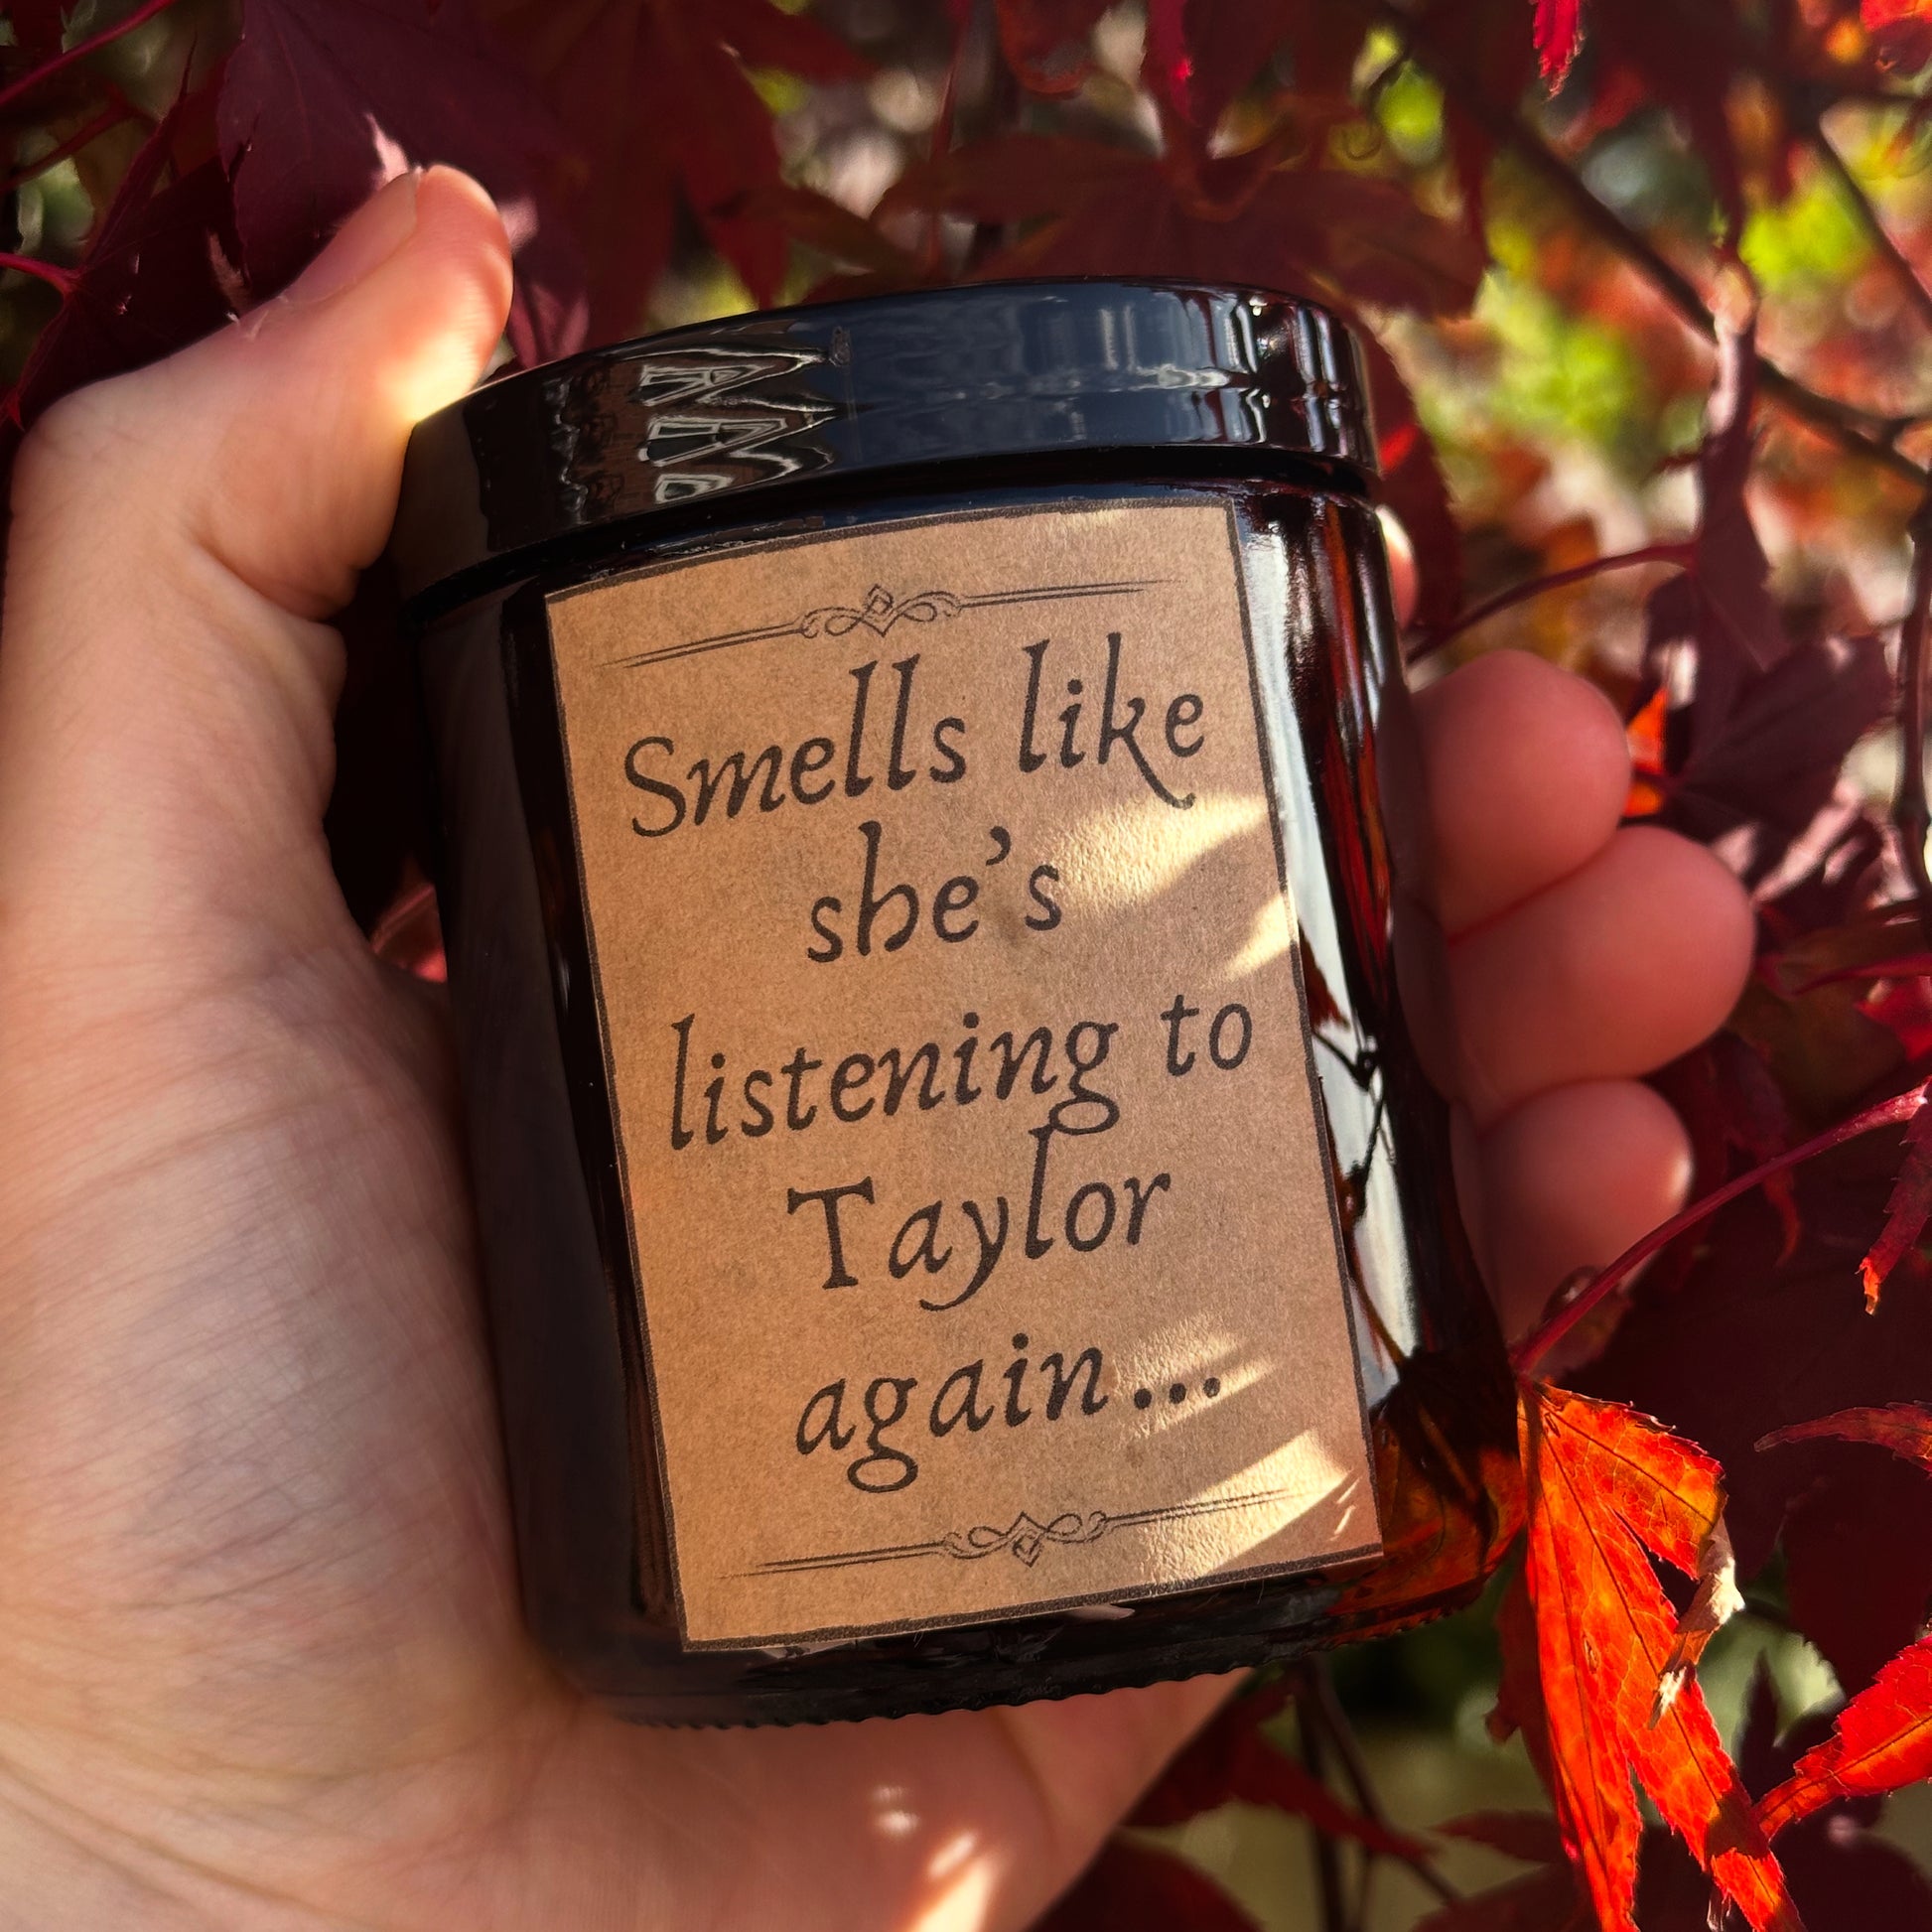 Smells like
she's
listening to
Taylor
again...